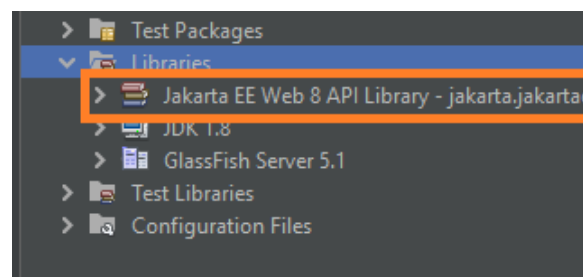 Test Packages
Libraries
Jakarta EE Web 8 API Library - jakarta.jakarta
JDK 1.8
GlassFish Server 5.1
Test Libraries
Configuration Files